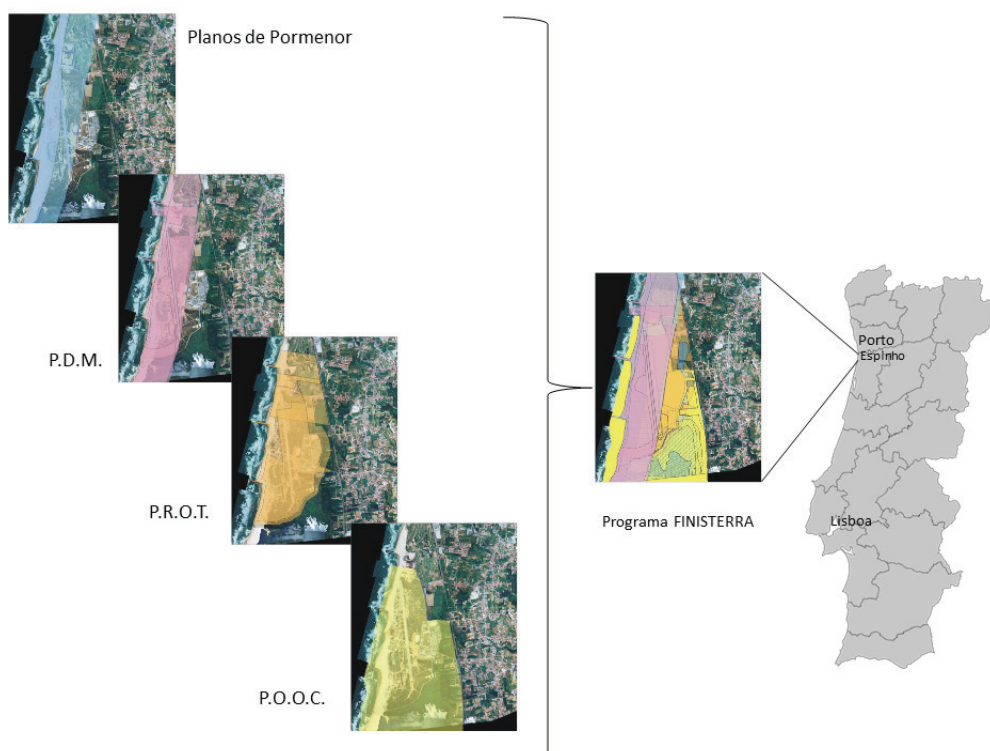 Planos de Pormenor
P.D.M.
P.R.O.T.
P.O.O.C.
Programa FINISTERRA
Porto
Espinho
Lisboa